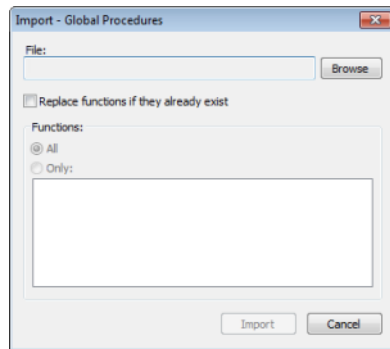 Import - Global Procedures
File:
Browse
Replace functions if they already exist
Functions:
All
Only:
Import
Cancel